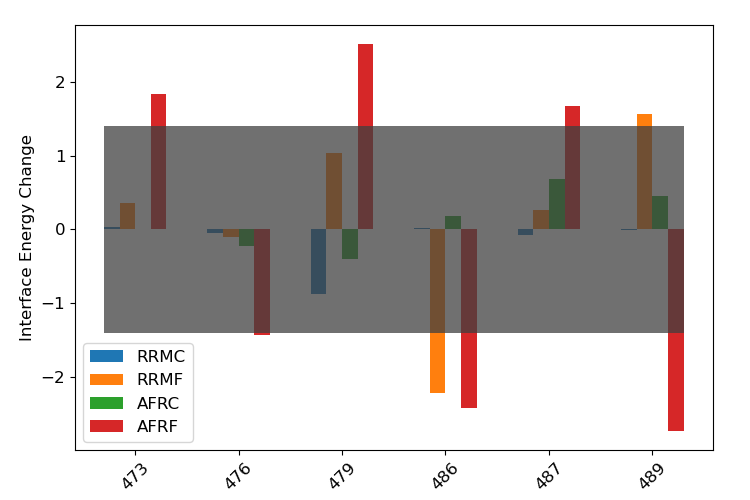 Interface Energy Change
2
1
0
−1
−2
RRMC
RRMF
AFRC
AFRF
473
476
479
486
487
489